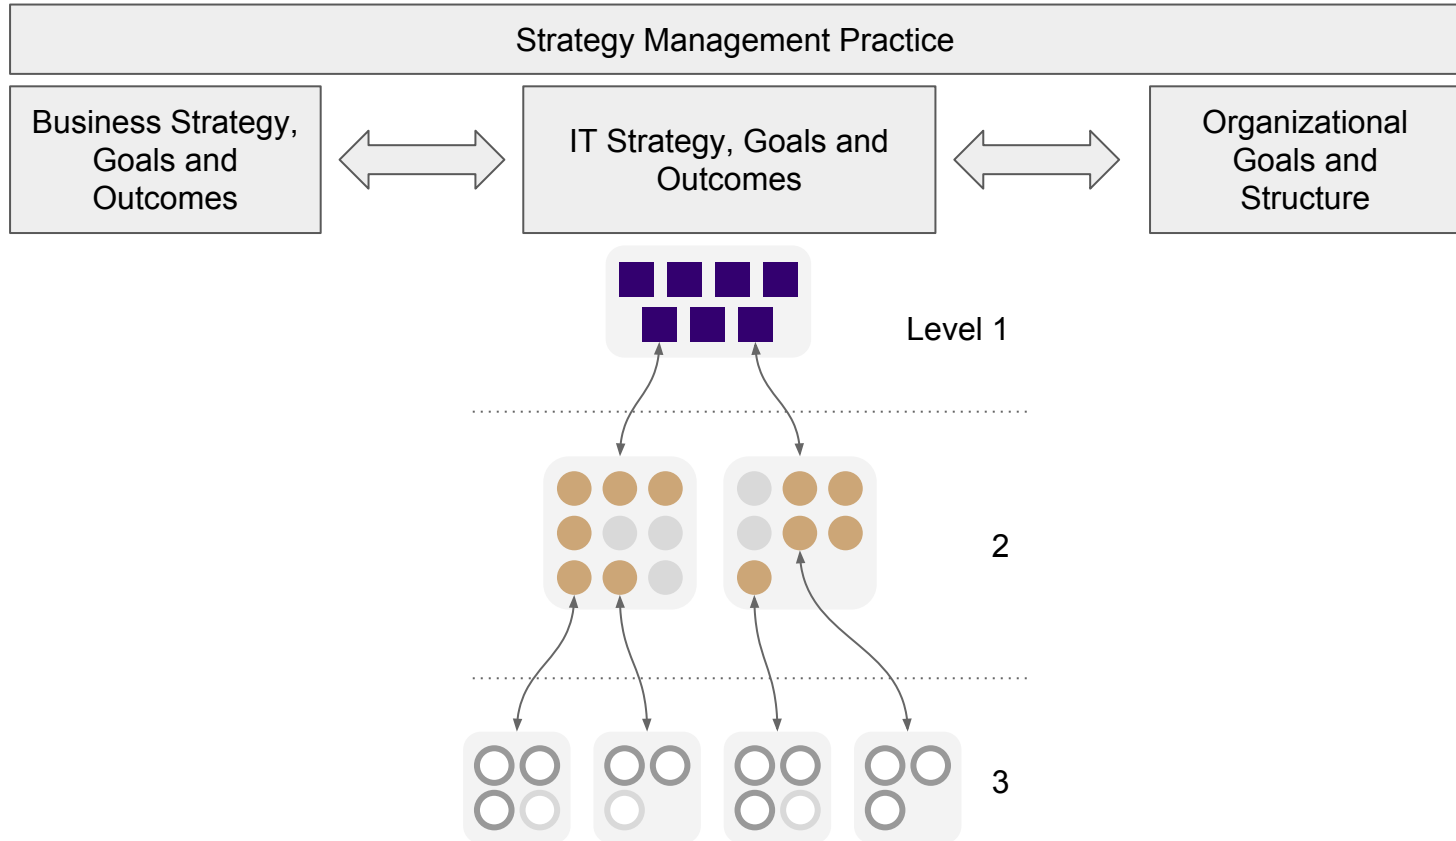 Strategy Management Practice
Business Strategy,
Goals and
Outcomes
IT Strategy, Goals and
Outcomes
Organizational
Goals and
Structure
Level 1
2
3